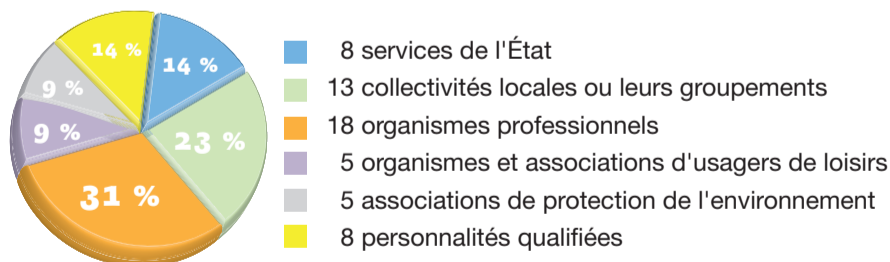 14 %
14 %
9 %
9 %
23 %
31 %
8 services de l'État
13 collectivités locales ou leurs groupements
18 organismes professionnels
5 organismes et associations d'usagers de loisirs
5 associations de protection de l'environnement
8 personnalités qualifiées